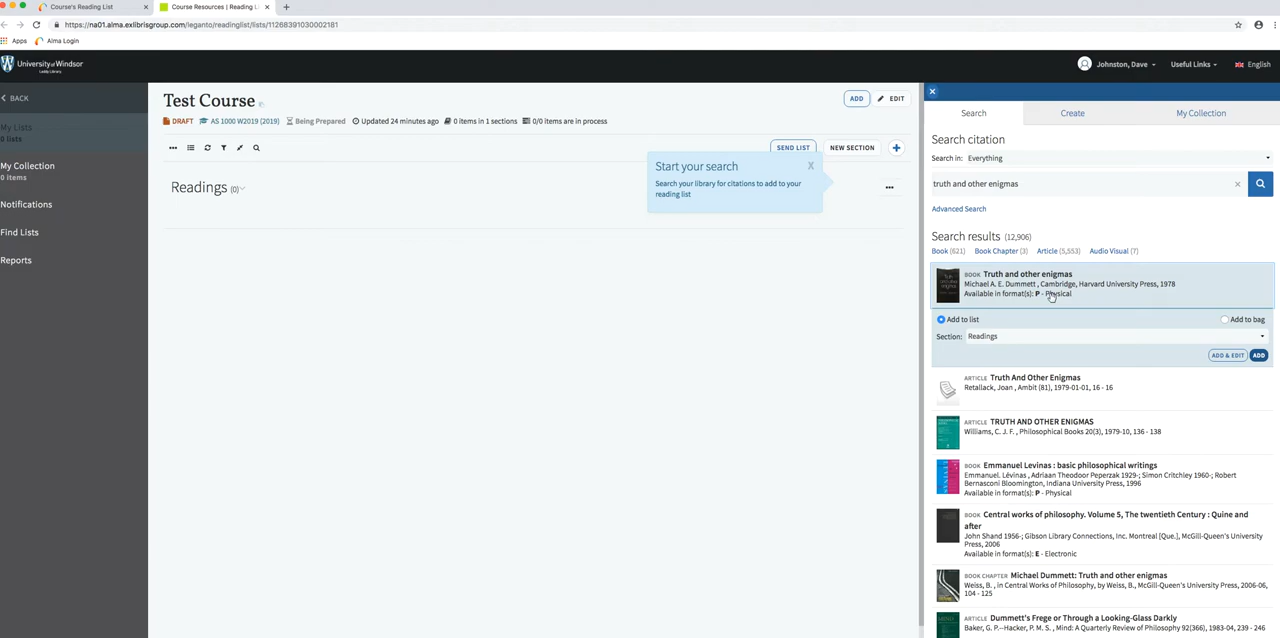 Course's Reading List
Course Resources | Reading L
https://na01.alma.exlibrisgroup.com/leganto/readinglist/lists/11268391030002181
Apps Alma Login
University of Windsor
Leddy Library
Johnston, Dave Useful Links English
BACK
My Lists
0 lists
My Collection
0 Items
Notifications
Find Lists
Reports
Test Course
ADD EDIT
DRAFT AS 1000 W2019 (2019) Being Prepared Updated 24 minutes ago 0 items in 1 sections 0/0 items are in process
SEND LIST NEW SECTION
Start your search X
Search your library for citations to add to your
reading list
Readings (0)
Search Create My Collection
Search citation
Search in: Everything
truth and other enigmas
Advanced Search
Search results (12,906)
Book (621) Book Chapter (3) Article (5,553) Audio Visual (7)
BOOK Truth and other enigmas
Michael A. E. Dummett , Cambridge, Harvard University Press, 1978
Available in format(s): P - Physical
Add to list Add to bag
Section: Readings
ADD & EDIT ADD
ARTICLE Truth And Other Enigmas
Retallack, Joan , Ambit (81), 1979-01-01, 16 - 16
ARTICLE TRUTH AND OTHER ENIGMAS
Williams, C. J. F. , Philosophical Books 20(3), 1979-10, 136 - 138
BOOK Emmanuel Levinas : basic philosophical writings
Emmanuel. Lévinas , Adriaan Theodoor Peperzak 1929-; Simon Critchley 1960-; Robert
Bernasconi Bloomington, Indiana University Press, 1996
Available in format(s): P - Physical
BOOK Central works of philosophy. Volume 5, The twentieth Century : Quine and
after
John Shand 1956-; Gibson Library Connections, Inc. Montreal [Que.], McGill-Queen's University
Press, 2006
Available in format(s): E - Electronic
BOOK CHAPTER Michael Dummett: Truth and other enigmas
Weiss, B. , in Central Works of Philosophy, by Weiss, B., McGill-Queen's University Press, 2006-06,
104 - 125
ARTICLE Dummett's Frege or Through a Looking-Glass Darkly
Baker, G. P.--Hacker, P. M. S. , Mind: A Quarterly Review of Philosophy 92(366), 1983-04, 239 - 246